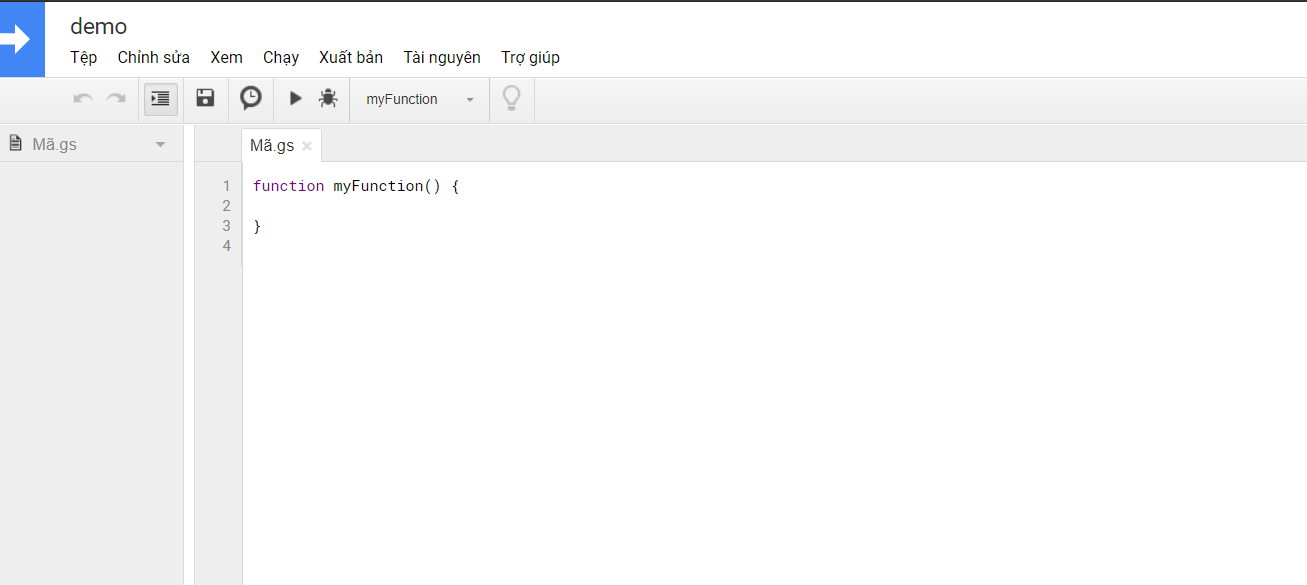 demo
Tệp Chỉnh sửa Xem Chạy Xuất bản Tài nguyên Trợ giúp
myFunction
Mã.gs
Mã.gs
1 function myFunction() {
2
3 }
4